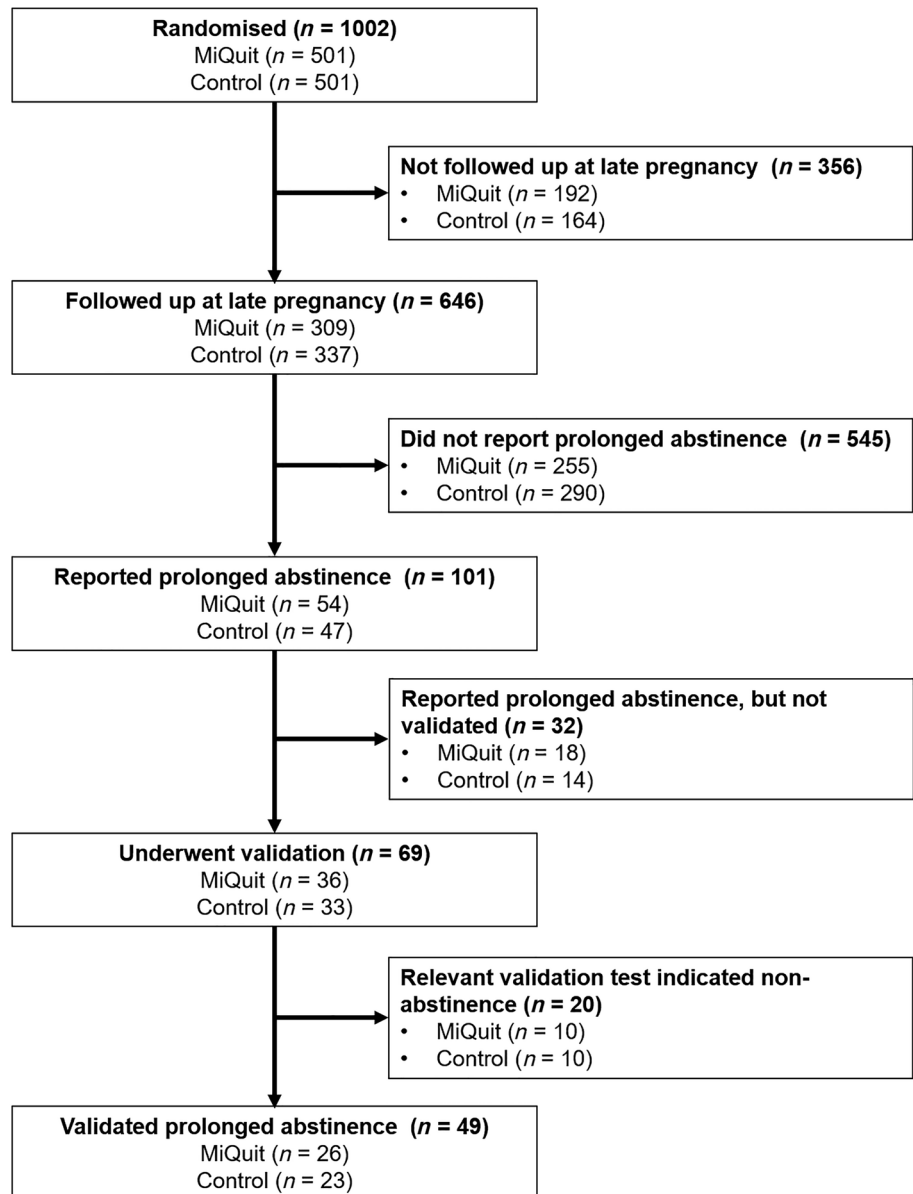 Randomised (n = 1002)
MiQuit (n = 501)
Control (n = 501)
Not followed up at late pregnancy (n = 356)
• MiQuit (n = 192)
• Control (n = 164)
Followed up at late pregnancy (n = 646)
MiQuit (n = 309)
Control (n = 337)
Did not report prolonged abstinence (n = 545)
• MiQuit (n = 255)
• Control (n = 290)
Reported prolonged abstinence (n = 101)
MiQuit (n = 54)
Control (n = 47)
Reported prolonged abstinence, but not
validated (n = 32)
• MiQuit (n = 18)
• Control (n = 14)
Underwent validation (n = 69)
MiQuit (n = 36)
Control (n = 33)
Relevant validation test indicated non-
abstinence (n = 20)
• MiQuit (n = 10)
• Control (n = 10)
Validated prolonged abstinence (n = 49)
MiQuit (n = 26)
Control (n = 23)